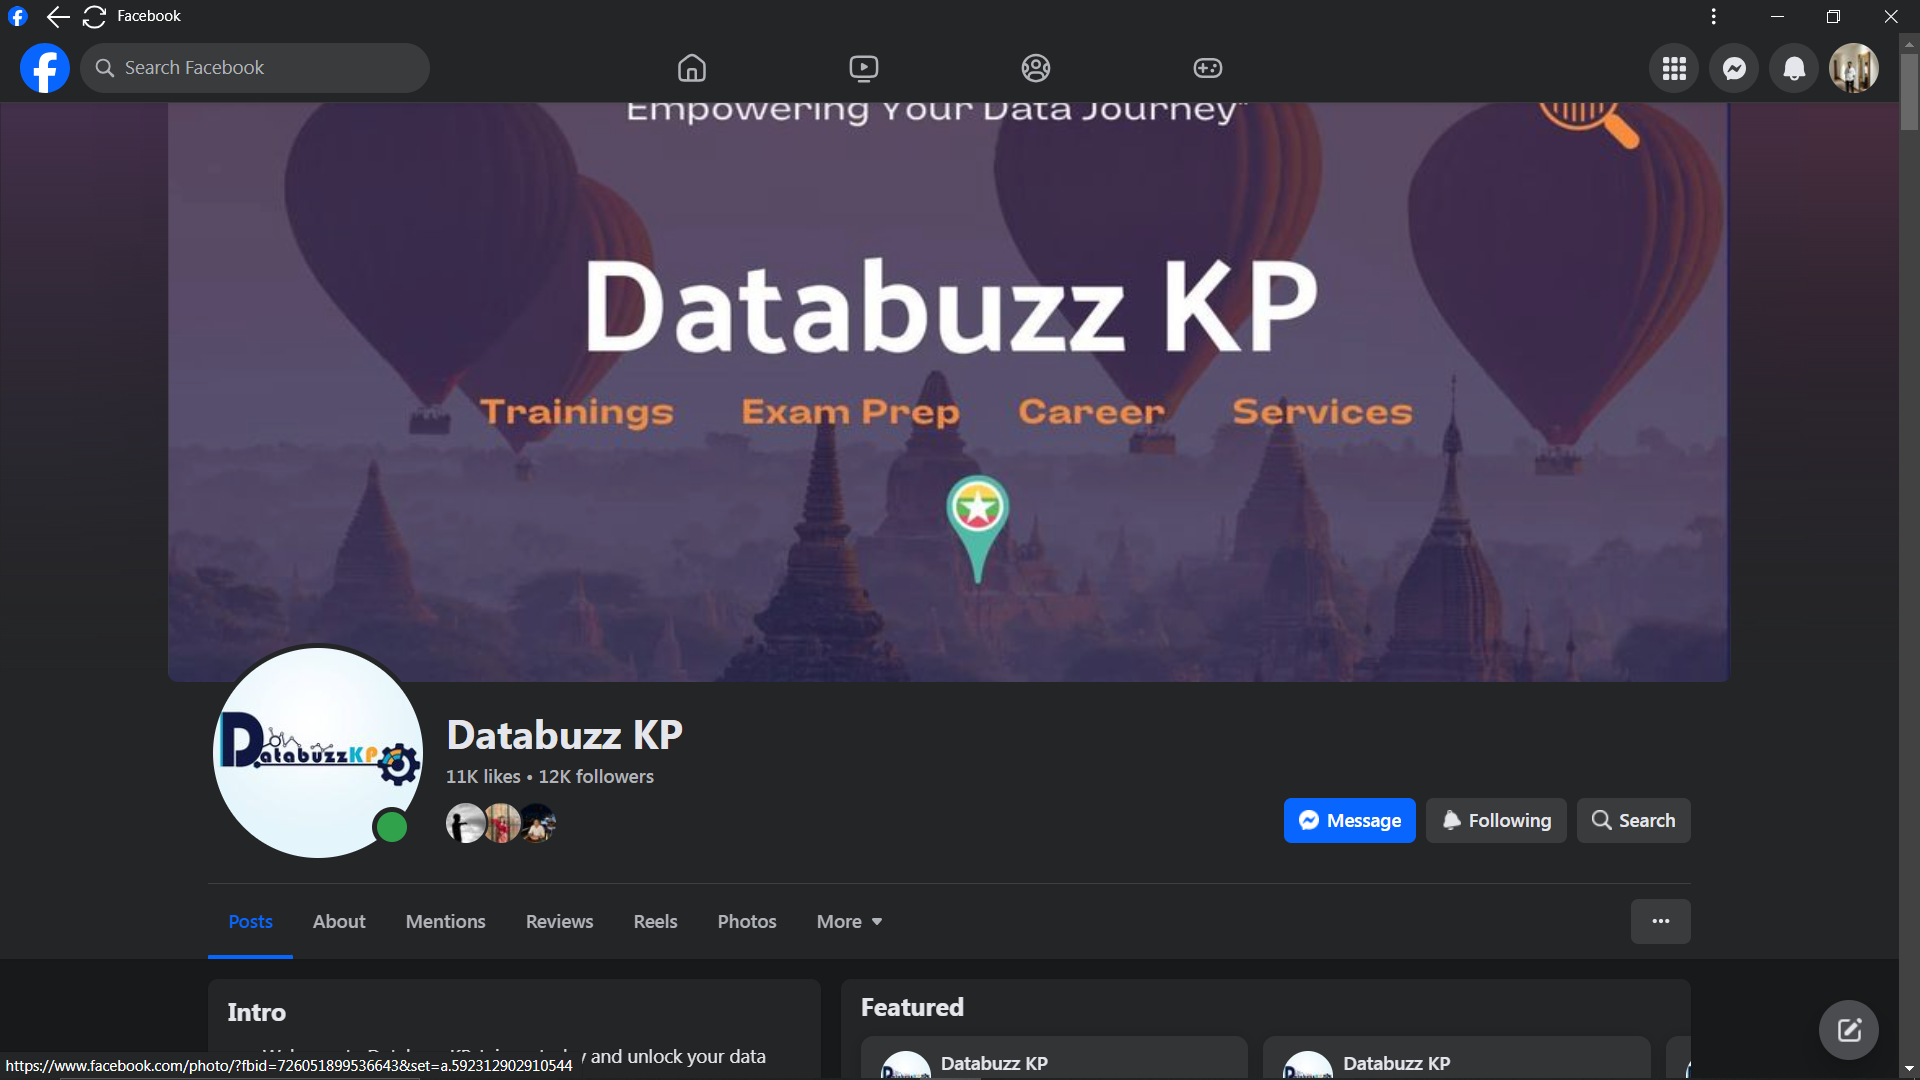 Facebook
Search Facebook
Empowering Your Data Journey"
Databuzz KP
Trainings Exam Prep Career Services
DatabuzzKP
Databuzz KP
11K likes • 12K followers
Message Following Search
Posts About Mentions Reviews Reels Photos More
Intro
Featured
and unlock your data
Databuzz KP
Databuzz KP
https://www.facebook.com/photo/?fbid=726051899536643&set=a.592312902910544